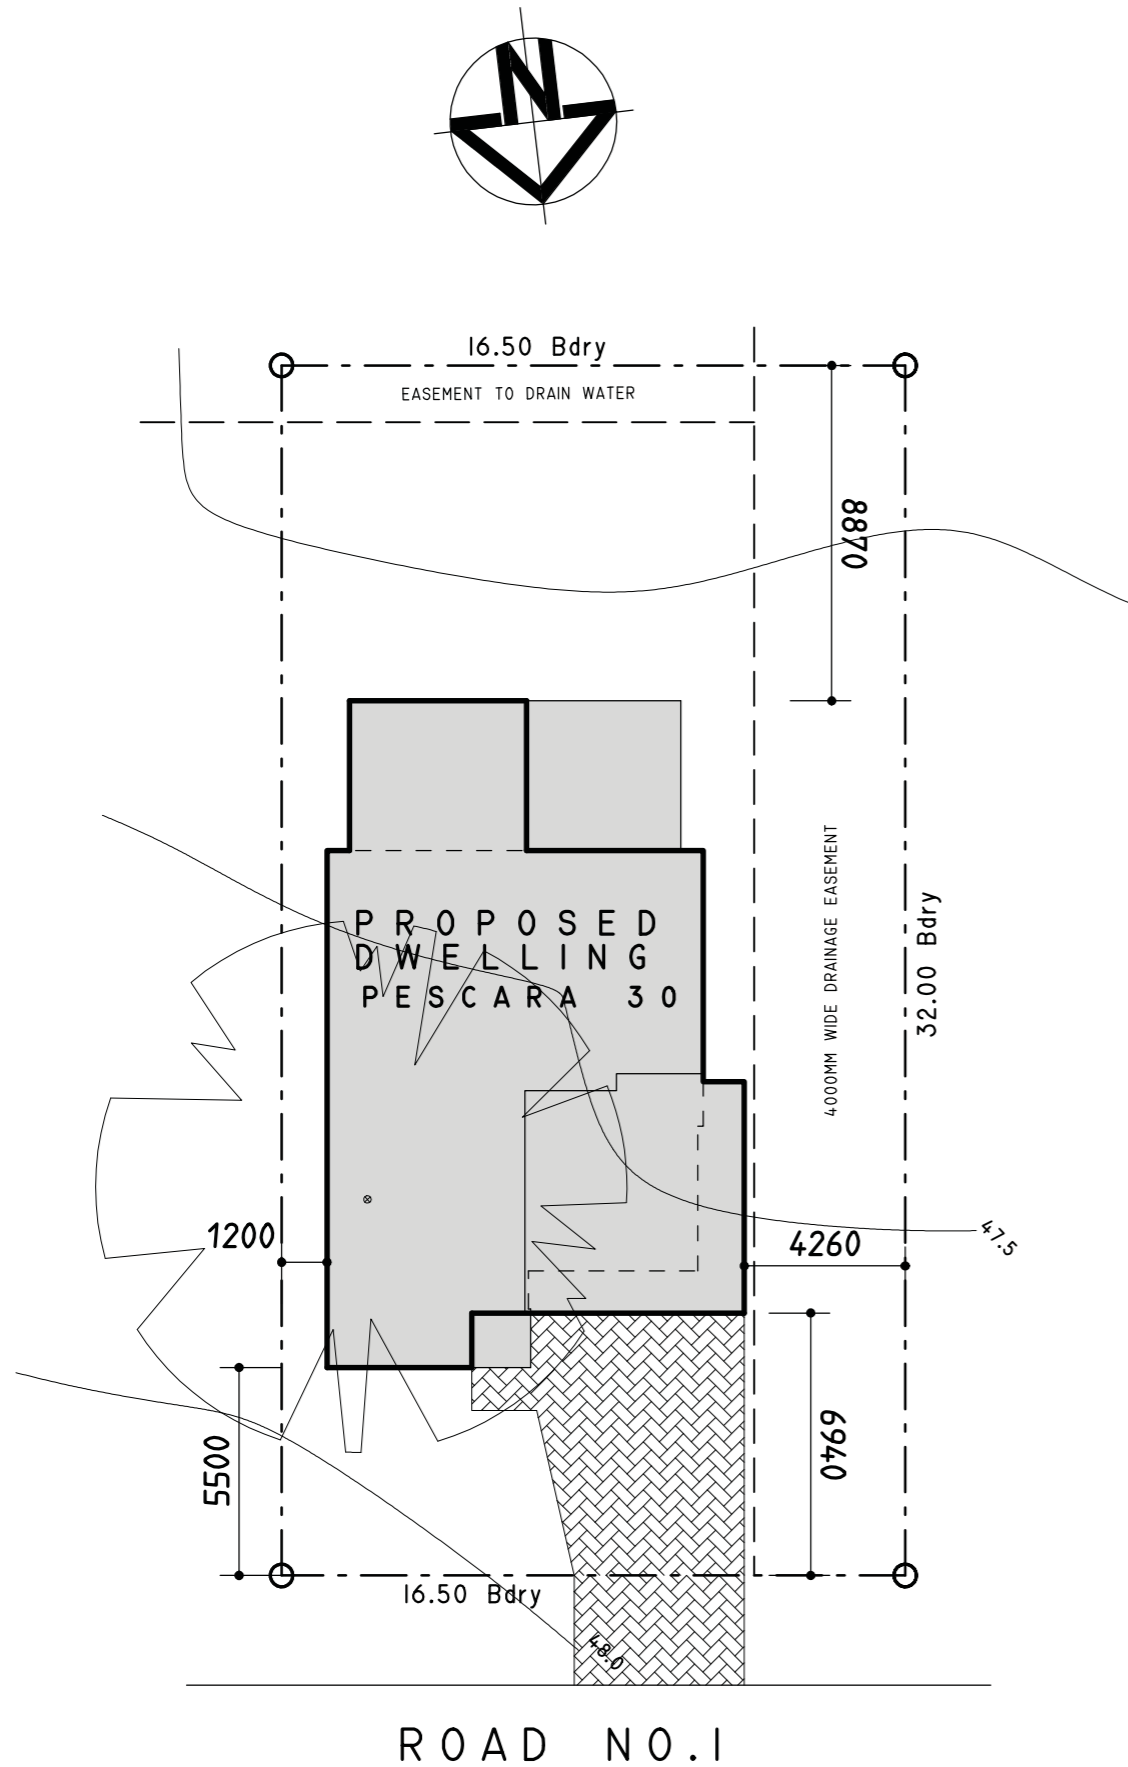 N
16.50 Bdry
EASEMENT TO DRAIN WATER
8870
PROPOSED
DWELLING
PESCARA 30
4000MM WIDE DRAINAGE EASEMENT
32.00 Bdry
1200
4260
47.5
5500
6940
16.50 Bdry
48.0
ROAD NO.1